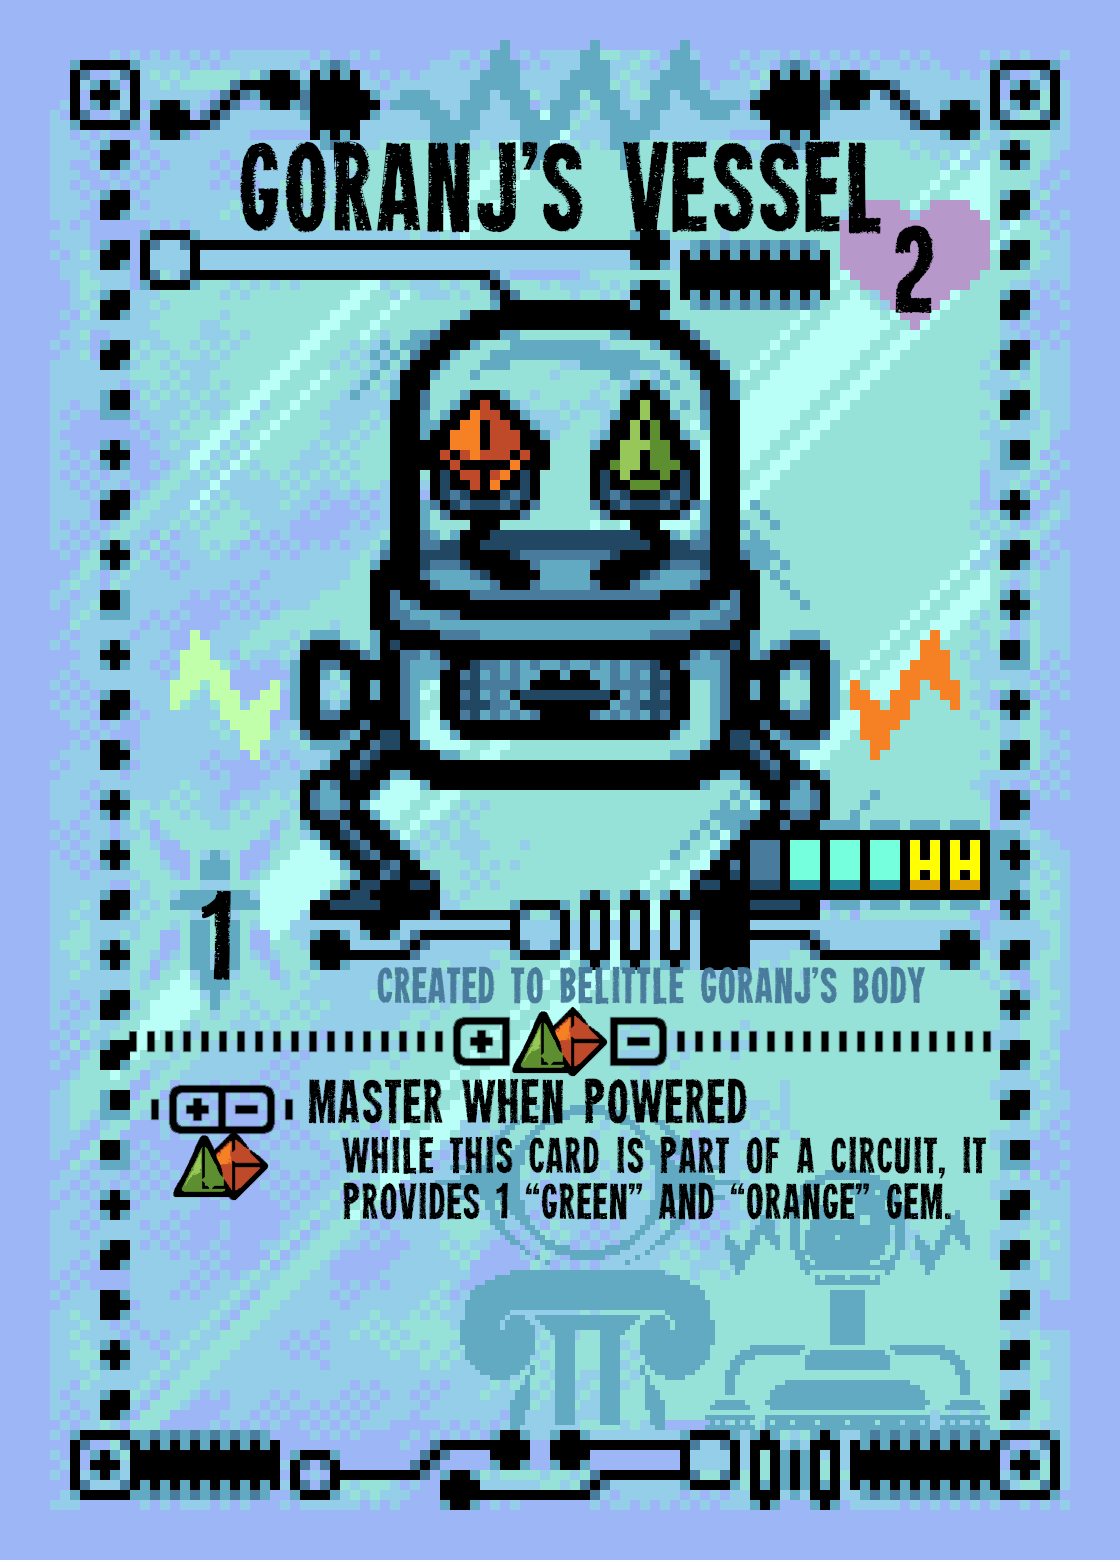 GORANJ'S VESSEL
2
1
CREATED TO BELITTLE GORANJ'S BODY
MASTER WHEN POWERED
WHILE THIS CARD IS PART OF A CIRCUIT, IT
PROVIDES 1 “GREEN” AND “ORANGE” GEM.